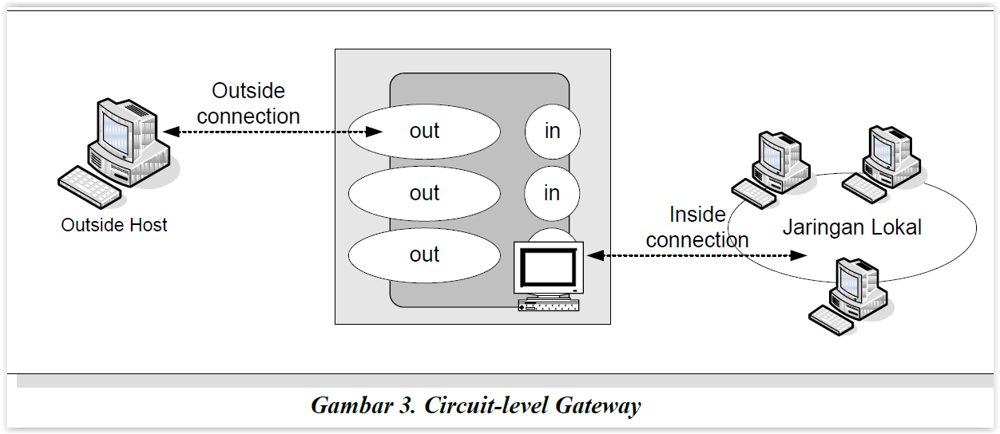 Outside
connection
Outside Host
out
in
out
in
out
Inside
connection
Jaringan Lokal
Gambar 3. Circuit-level Gateway